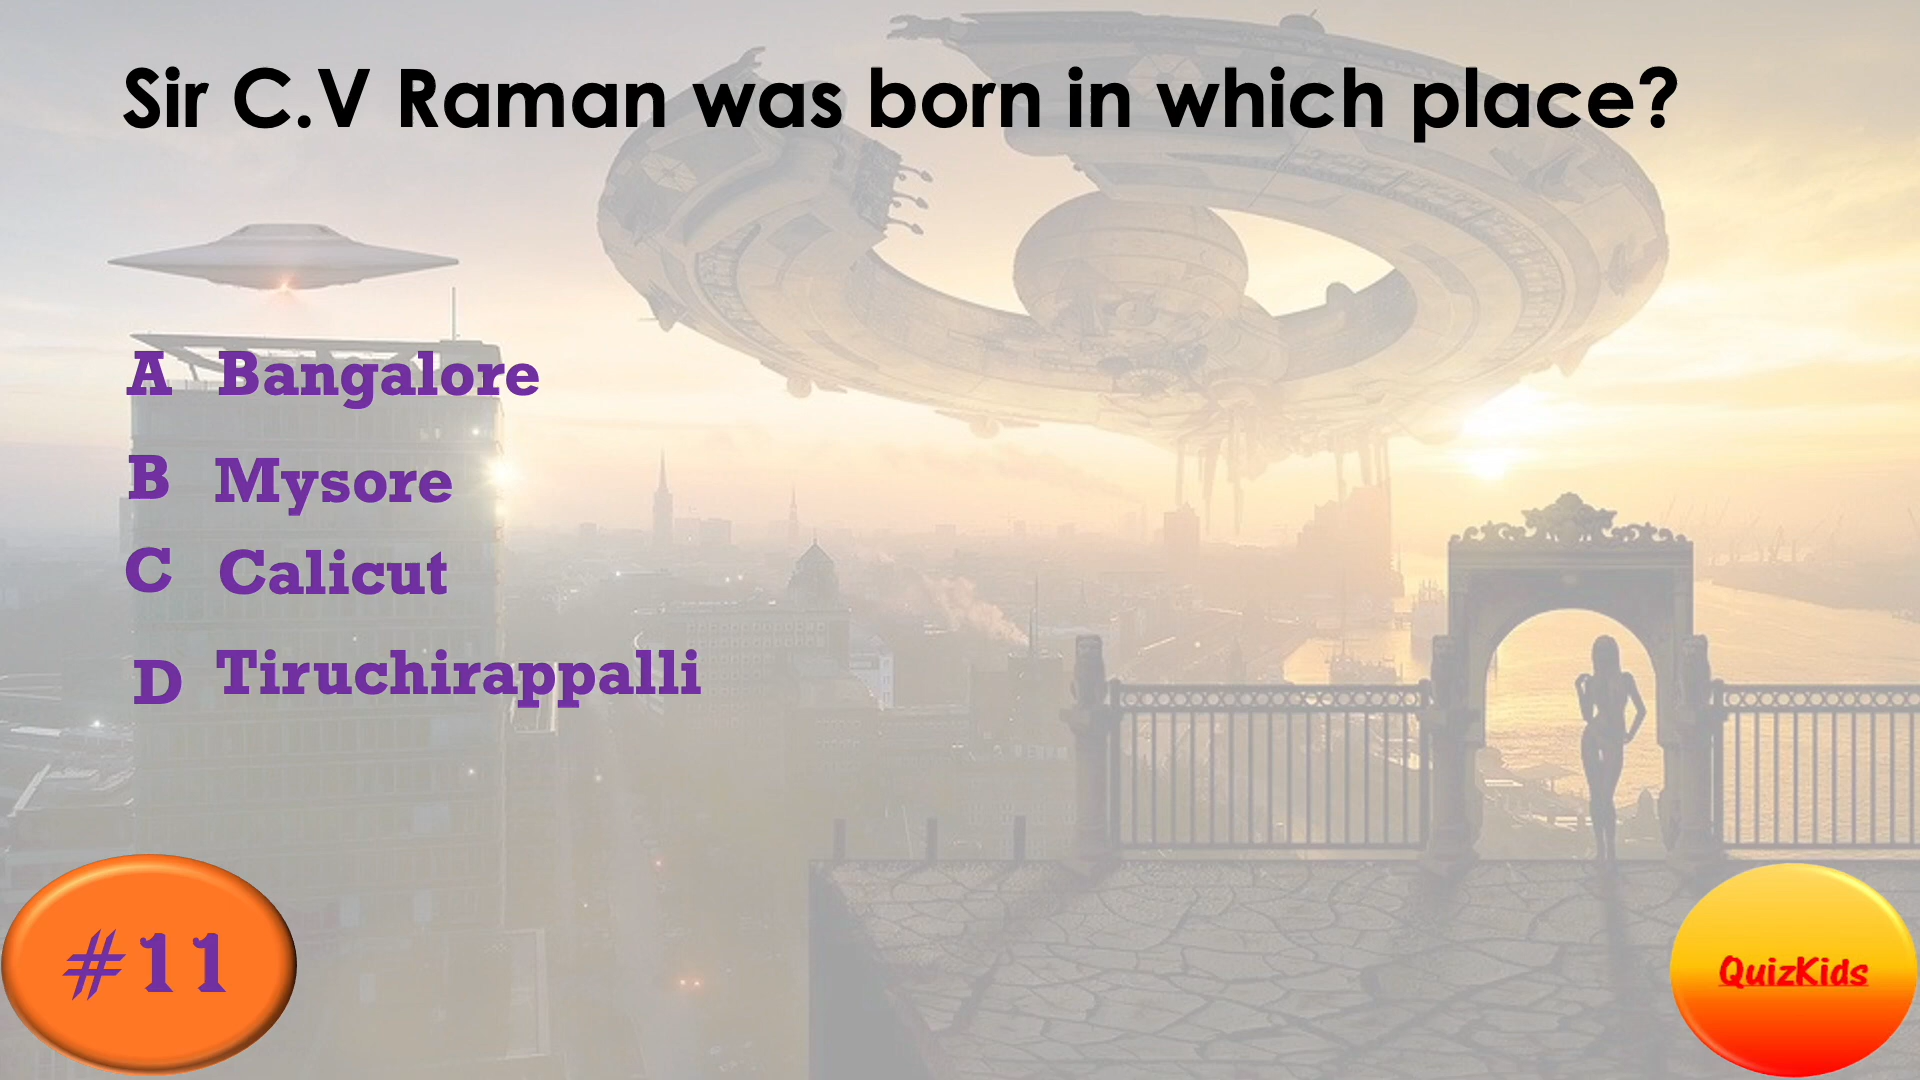 Sir C.V Raman was born in which place?
A Bangalore
B Mysore
C Calicut
D Tiruchirappalli
#11
QuizKids